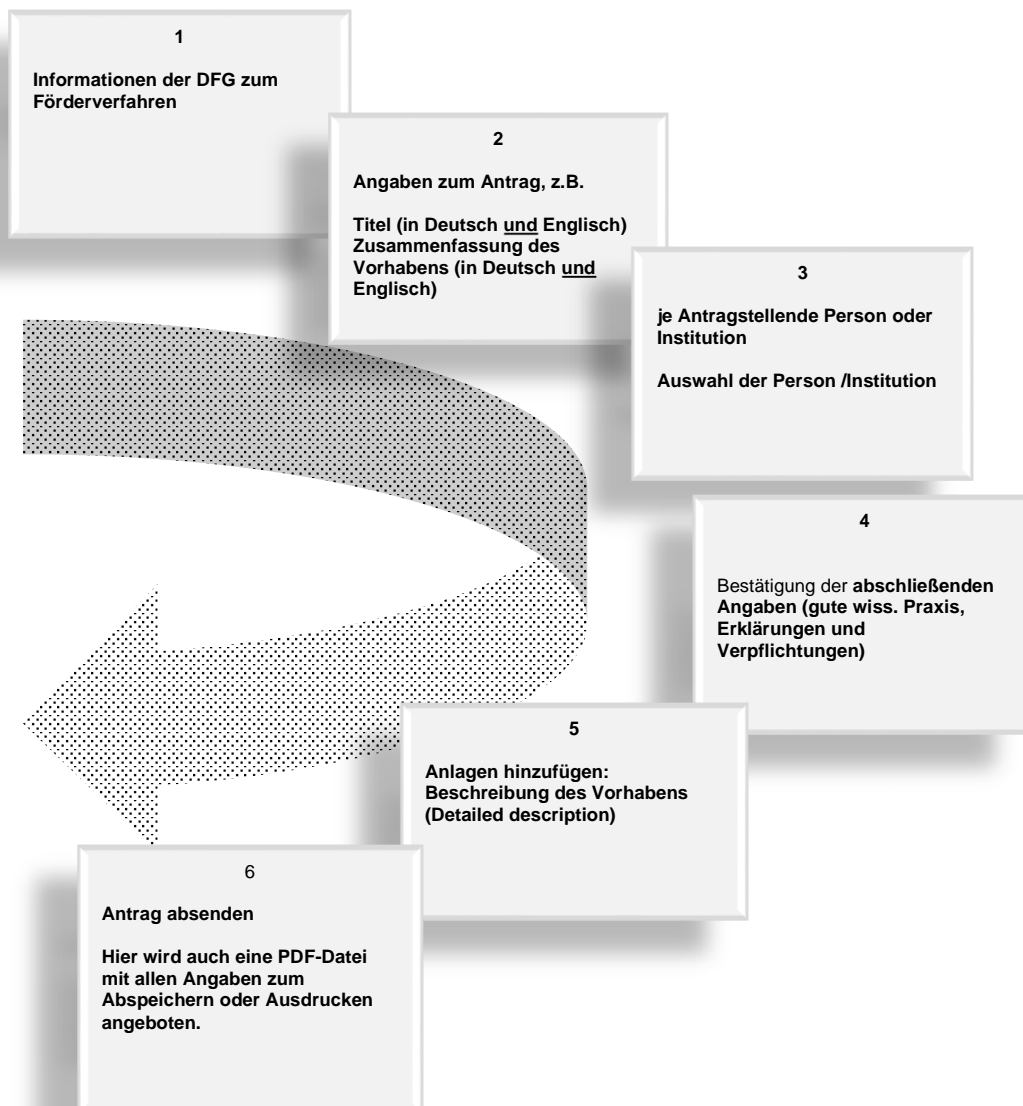 1
Informationen der DFG zum
Förderverfahren
2
Angaben zum Antrag, z.B.
Titel (in Deutsch und Englisch)
Zusammenfassung des
Vorhabens (in Deutsch und
Englisch)
3
je Antragstellende Person oder
Institution
Auswahl der Person /Institution
4
Bestätigung der abschließenden
Angaben (gute wiss. Praxis,
Erklärungen und
Verpflichtungen)
5
Anlagen hinzufügen:
Beschreibung des Vorhabens
(Detailed description)
6
Antrag absenden
Hier wird auch eine PDF-Datei
mit allen Angaben zum
Abspeichern oder Ausdrucken
angeboten.